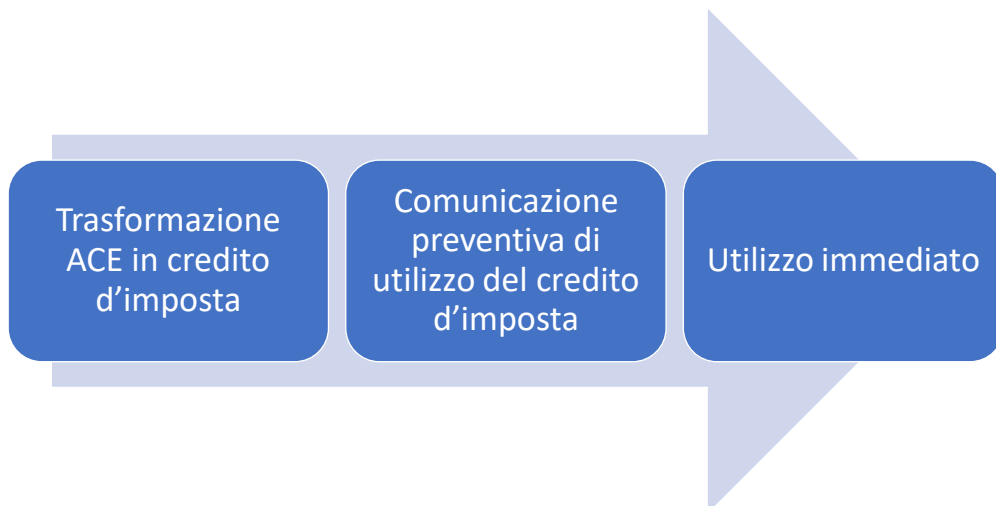 Trasformazione
ACE in credito
d’imposta
Comunicazione
preventiva di
utilizzo del credito
d’imposta
Utilizzo immediato